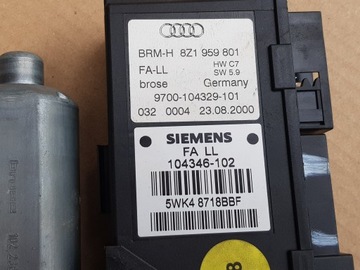 BRM-H 8Z1 959 801
FA-LL HW C7
SW 5.9
brose Germany
9700-104329-101
032 0004 23.08.2000
SIEMENS
FA LL
104346-102
5WK4 8718BBF